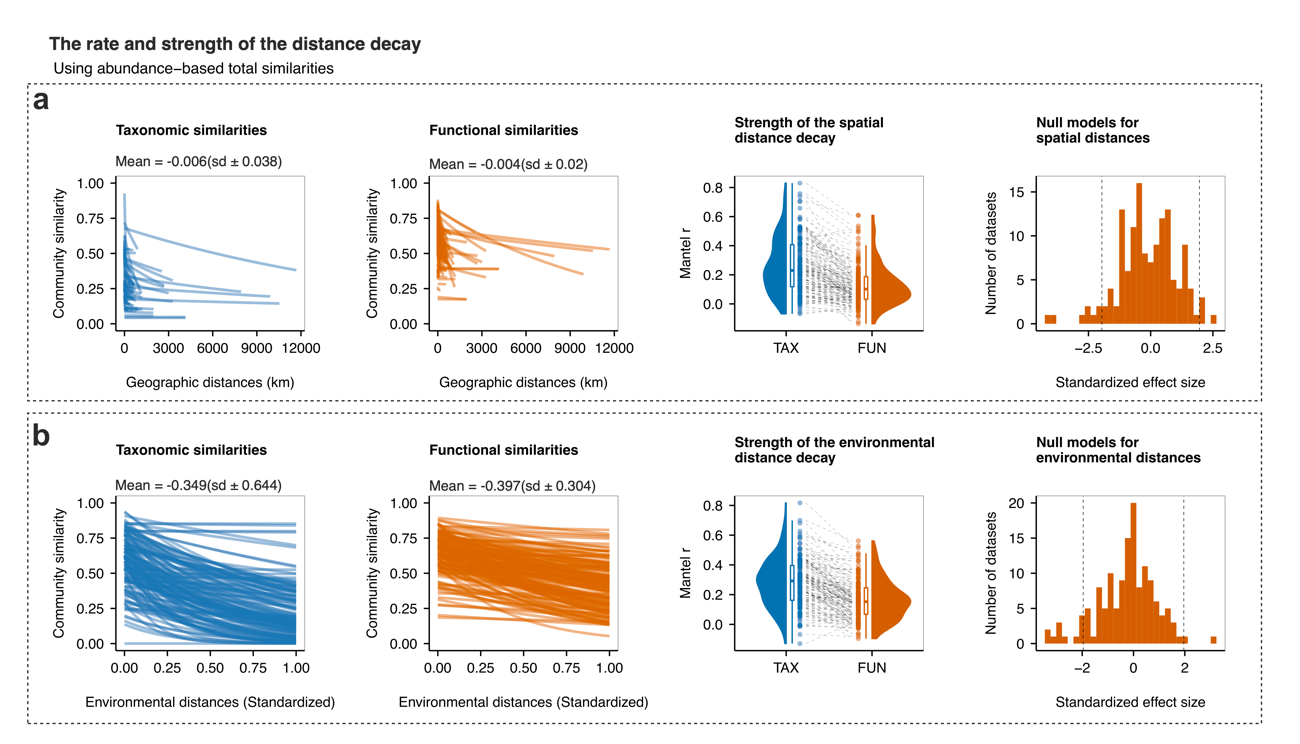 The rate and strength of the distance decay
Using abundance−based total similarities
a
Taxonomic similarities
Mean = -0.006(sd ± 0.038)
Community similarity
1.00
0.75
0.50
0.25
0.00
0 3000 6000 9000 12000
Geographic distances (km)
Functional similarities
Mean = -0.004(sd ± 0.02)
Community similarity
1.00
0.75
0.50
0.25
0.00
0 3000 6000 9000 12000
Geographic distances (km)
Strength of the spatial
distance decay
Mantel r
0.8
0.6
0.4
0.2
0.0
TAX FUN
Null models for
spatial distances
Number of datasets
15
10
5
0
−2.5 0.0 2.5
Standardized effect size
b
Taxonomic similarities
Mean = -0.349(sd ± 0.644)
Community similarity
1.00
0.75
0.50
0.25
0.00
0.00 0.25 0.50 0.75 1.00
Environmental distances (Standardized)
Functional similarities
Mean = -0.397(sd ± 0.304)
Community similarity
1.00
0.75
0.50
0.25
0.00
0.00 0.25 0.50 0.75 1.00
Environmental distances (Standardized)
Strength of the environmental
distance decay
Mantel r
0.8
0.6
0.4
0.2
0.0
TAX FUN
Null models for
environmental distances
Number of datasets
20
15
10
5
0
−2 0 2
Standardized effect size